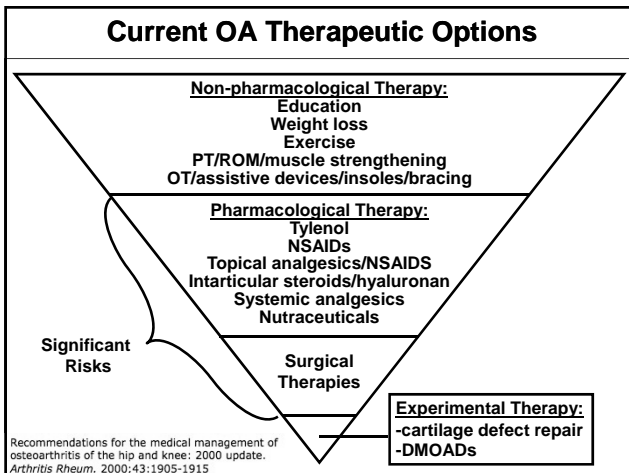 Current OA Therapeutic Options
Non-pharmacological Therapy:
Education
Weight loss
Exercise
PT/ROM/muscle strengthening
OT/assistive devices/insoles/bracing
Pharmacological Therapy:
Tylenol
NSAIDs
Topical analgesics/NSAIDS
Intarticular steroids/hyaluronan
Systemic analgesics
Nutraceuticals
Significant
Risks
Surgical
Therapies
Experimental Therapy:
-cartilage defect repair
-DMOADs
Recommendations for the medical management of
osteoarthritis of the hip and knee: 2000 update.
Arthritis Rheum. 2000;43:1905-1915